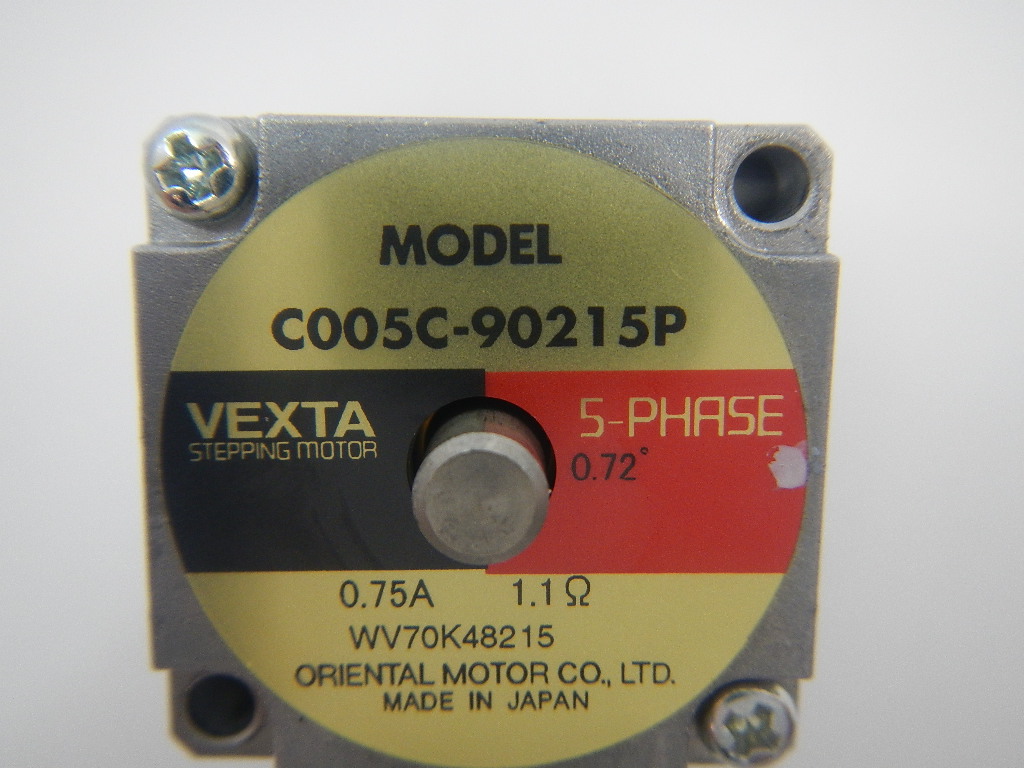 MODEL
C005C-90215P
VEXTA
STEPPING MOTOR
5-PHASE
0.72°
0.75A 1.1Ω
WV70K48215
ORIENTAL MOTOR CO., LTD.
MADE IN JAPAN